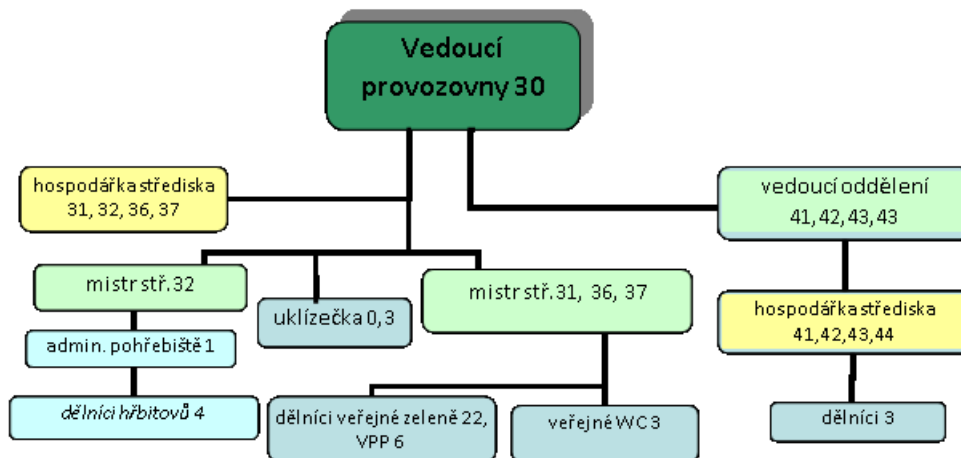 Vedoucí
provozovny 30
hospodářka střediska
31, 32, 36, 37
vedoucí oddělení
41, 42, 43, 43
mistr stř. 32
uklízečka 0,3
mistr stř. 31, 36, 37
hospodářka střediska
41,42,43,44
admin. pohřebiště 1
dělníci hřbitovů 4
dělníci veřejné zeleně 22,
VPP 6
veřejné WC 3
dělníci 3